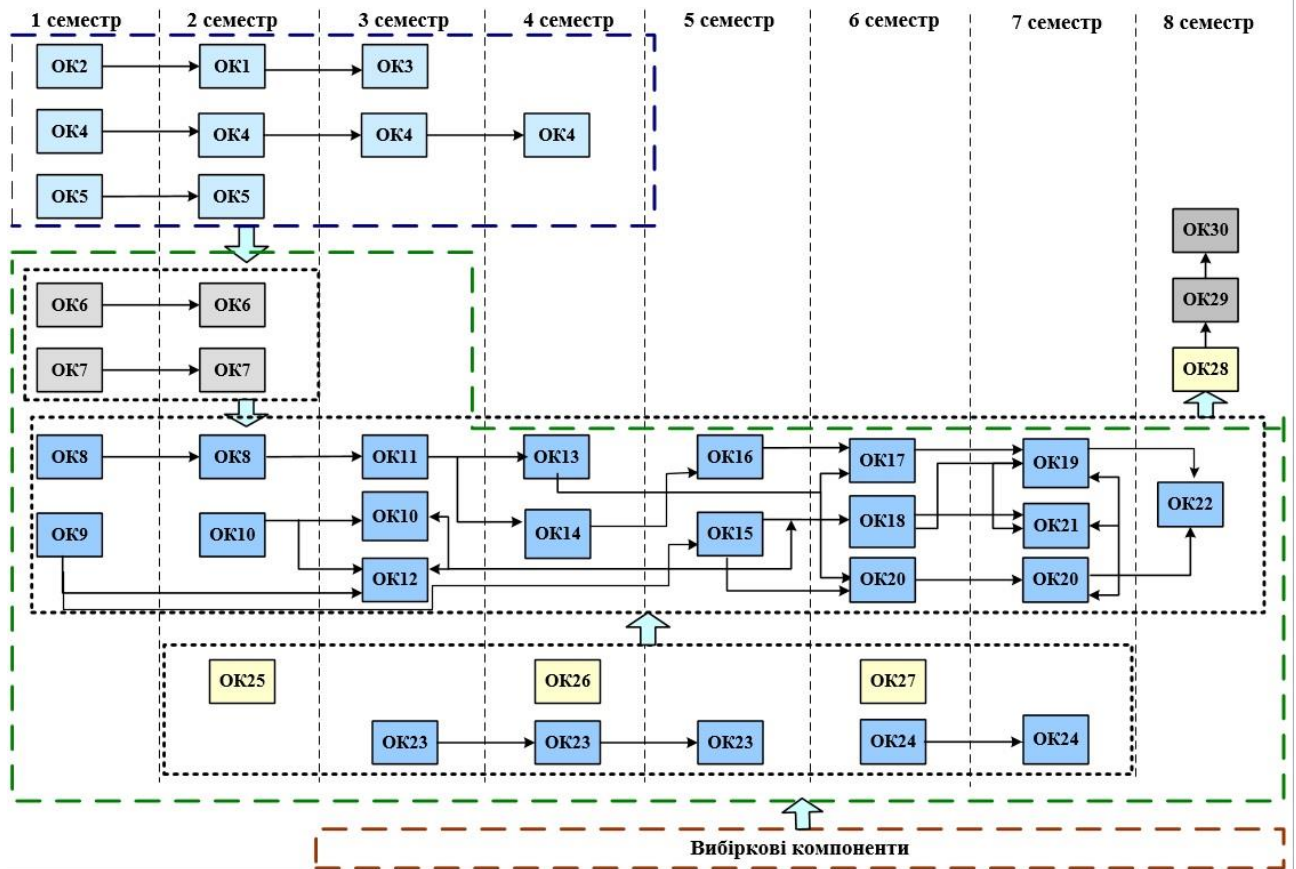 1 семестр 2 семестр 3 семестр 4 семестр 5 семестр 6 семестр 7 семестр 8 семестр
ОК2 ОК1 ОК3
ОК4 ОК4 ОК4 ОК4
ОК5 ОК5
ОК30
ОК6 ОК6 ОК29
ОК7 ОК7 ОК28
ОК8 ОК8 ОК11 ОК13 ОК16 ОК17 ОК19
ОК22
ОК9 ОК10 ОК10 ОК14 ОК15 ОК18 ОК21
ОК12 ОК20 ОК20
ОК25 ОК26 ОК27
ОК23 ОК23 ОК23 ОК24 ОК24
Вибіркові компоненти